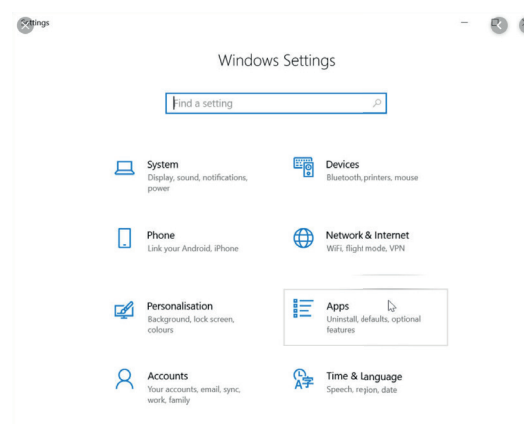 Settings
Windows Settings
Find a setting
System
Display, sound, notifications,
power
Devices
Bluetooth, printers, mouse
Phone
Link your Android, iPhone
Network & Internet
WiFi, flight mode, VPN
Personalisation
Background, lock screen,
colours
Apps
Uninstall, defaults, optional
features
Accounts
Your accounts, email, sync,
work, family
Time & language
Speech, region, date